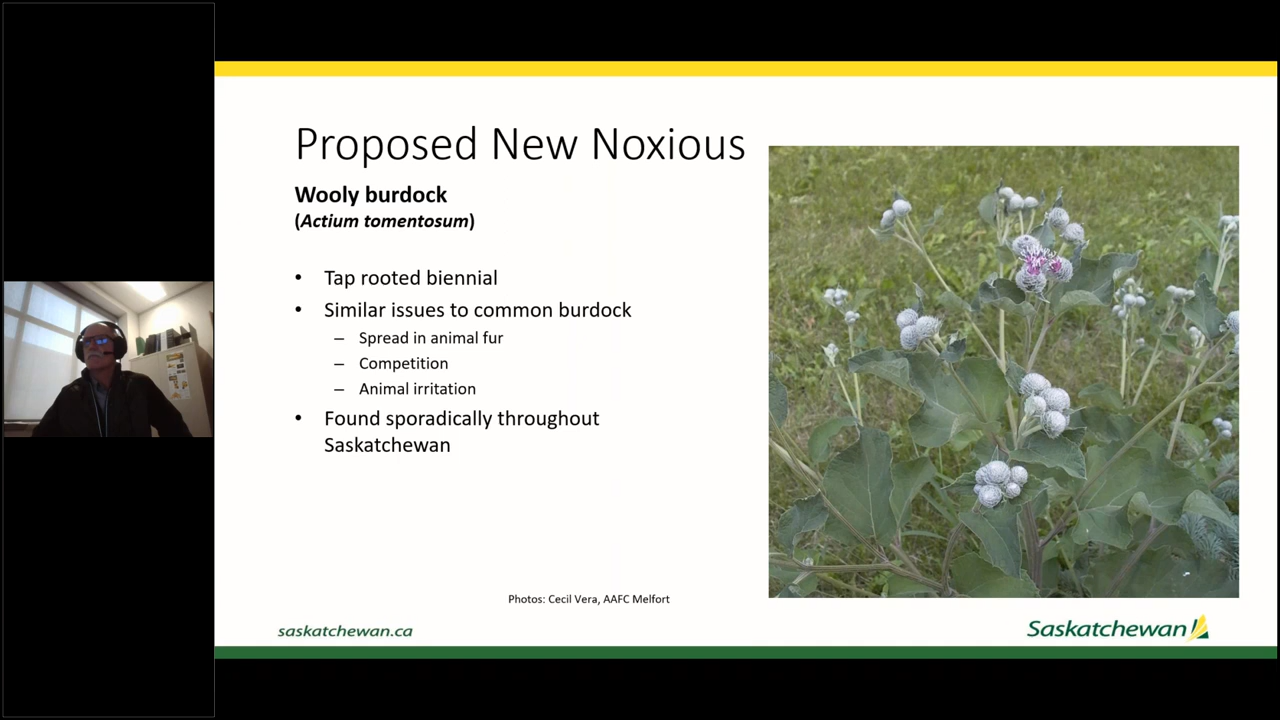 Proposed New Noxious
Wooly burdock
(Actium tomentosum)
• Tap rooted biennial
• Similar issues to common burdock
– Spread in animal fur
– Competition
– Animal irritation
• Found sporadically throughout
Saskatchewan
Photos: Cecil Vera, AAFC Melfort
saskatchewan.ca
Saskatchewan